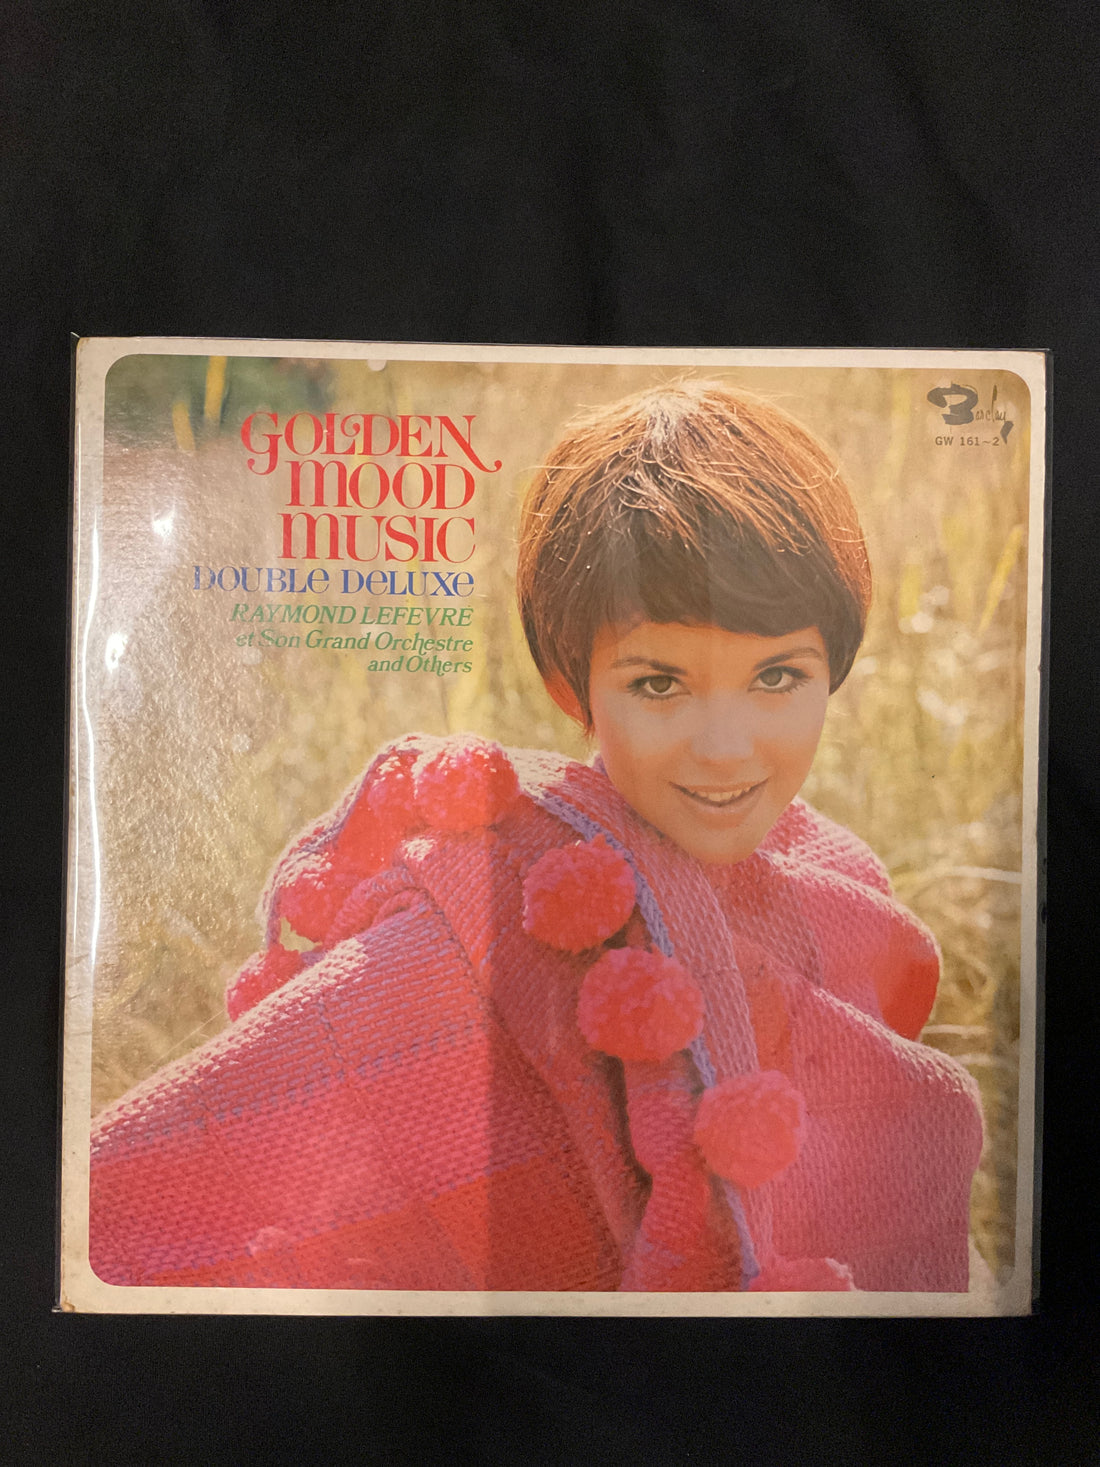 GOLDEN
MOOD
MUSIC
DOUBLE DELUXE
RAYMOND LEFEVRE
et Son Grand Orchestre
and Others
Barclay
GW 161~2